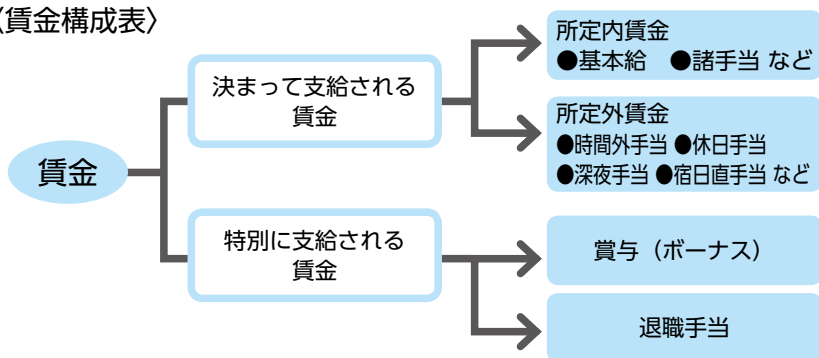 〈賃金構成表〉
賃金
決まって支給される
賃金
所定内賃金
●基本給　●諸手当 など
所定外賃金
●時間外手当 ●休日手当
●深夜手当 ●宿日直手当 など
特別に支給される
賃金
賞与（ボーナス）
退職手当